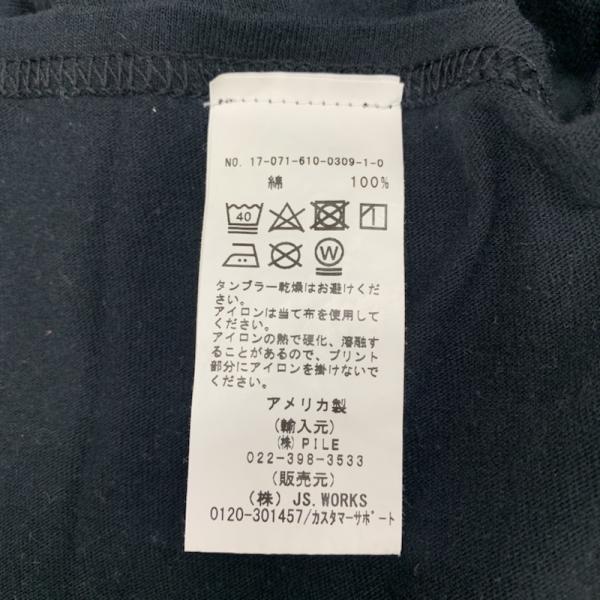 NO. 17-071-610-0309-1-0
綿 100%
40 1
W
タンブラー乾燥はお避けくだ
さい。
アイロンは当て布を使用して
ください。
アイロンの熱で硬化、溶融す
ることがあるので、プリント
部分にアイロンを掛けないで
ください。
アメリカ製
(輸入元)
㈱ PILE
022-398-3533
(販売元)
(株) JS.WORKS
0120-301457/カスタマーサポート